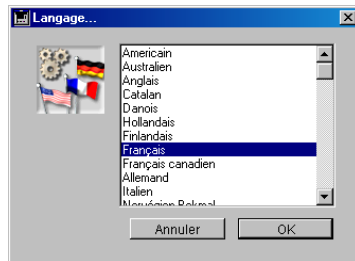 Langage...
Americain
Australien
Anglais
Catalan
Danois
Hollandais
Finlandais
Français
Français canadien
Allemand
Italien
Annuler
OK